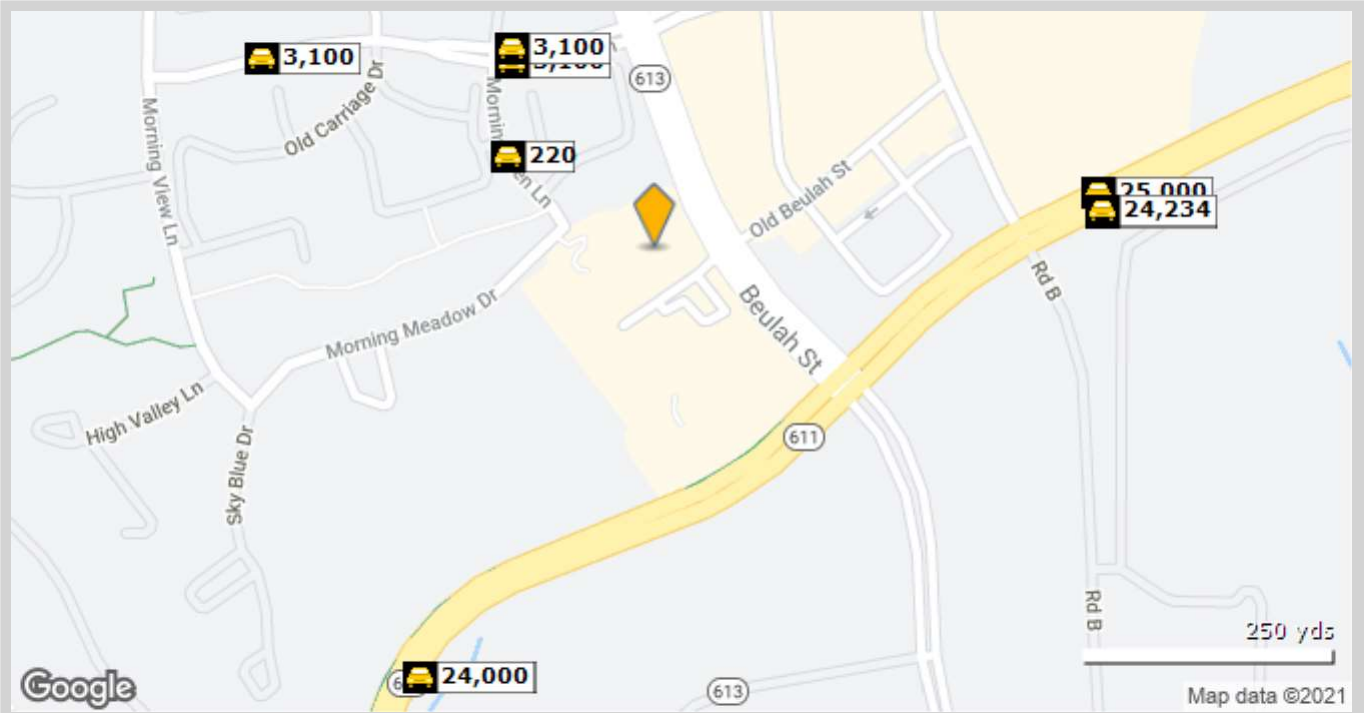 3,100
3,100
3,100
613
Old Carriage Dr
Morning View Ln
220
Old Beulah St
25,000
24,234
Rd B
Beulah St
Morning Meadow Dr
High Valley Ln
Sky Blue Dr
611
Rd B
250 yds
24,000
613
Google
Map data ©2021